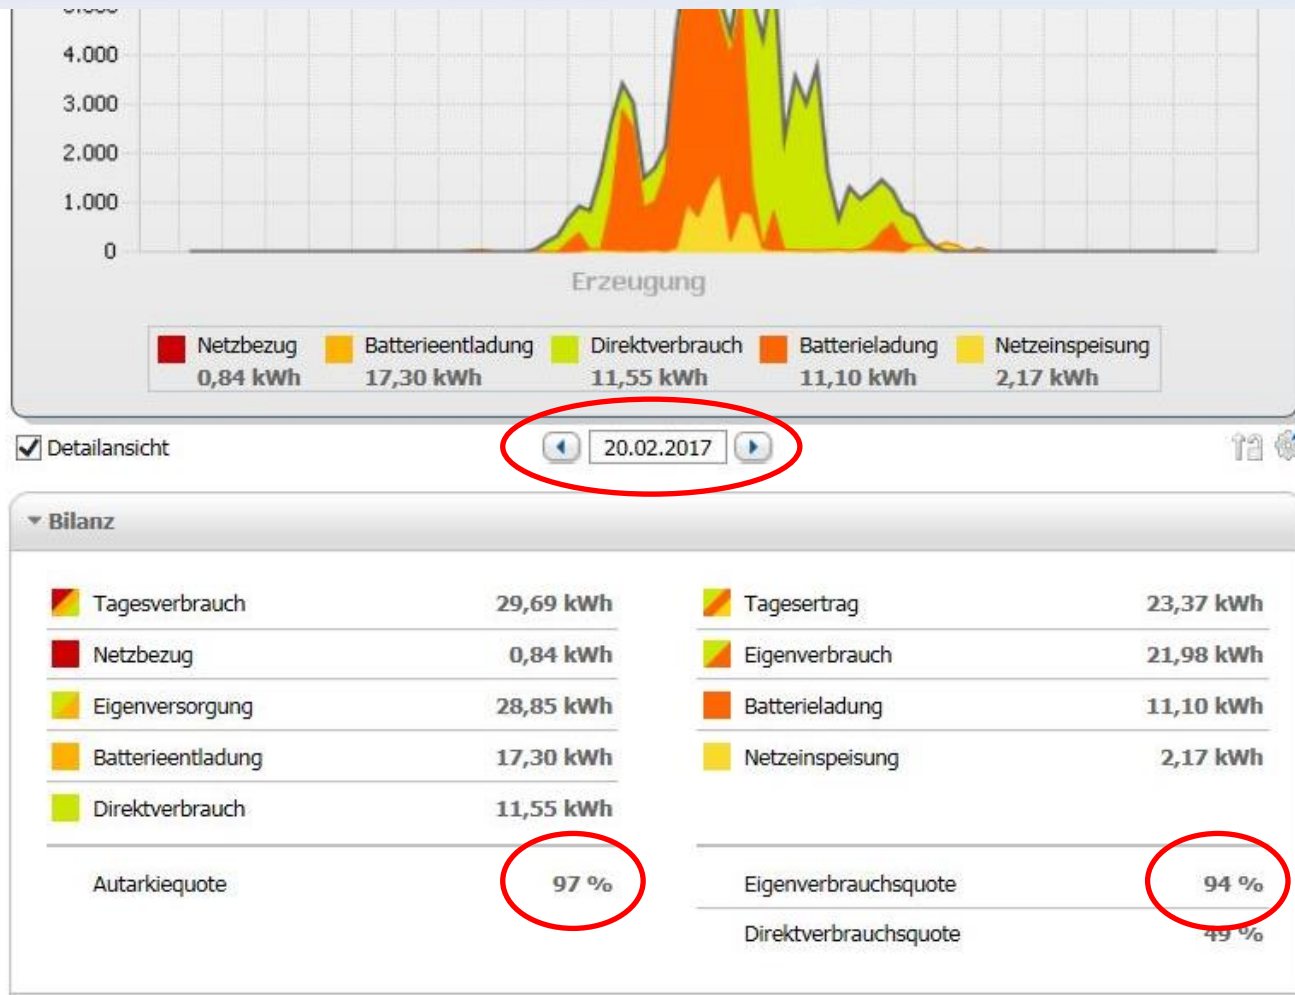 4.000
3.000
2.000
1.000
0
Erzeugung
Netzbezug Batterieentladung Direktverbrauch Batterieladung Netzeinspeisung
0,84 kWh 17,30 kWh 11,55 kWh 11,10 kWh 2,17 kWh
Detailansicht 20.02.2017
Bilanz
Tagesverbrauch 29,69 kWh Tagesertrag 23,37 kWh
Netzbezug 0,84 kWh Eigenverbrauch 21,98 kWh
Eigenversorgung 28,85 kWh Batterieladung 11,10 kWh
Batterieentladung 17,30 kWh Netzeinspeisung 2,17 kWh
Direktverbrauch 11,55 kWh
Autarkiequote 97 % Eigenverbrauchsquote 94 %
Direktverbrauchsquote 49 %